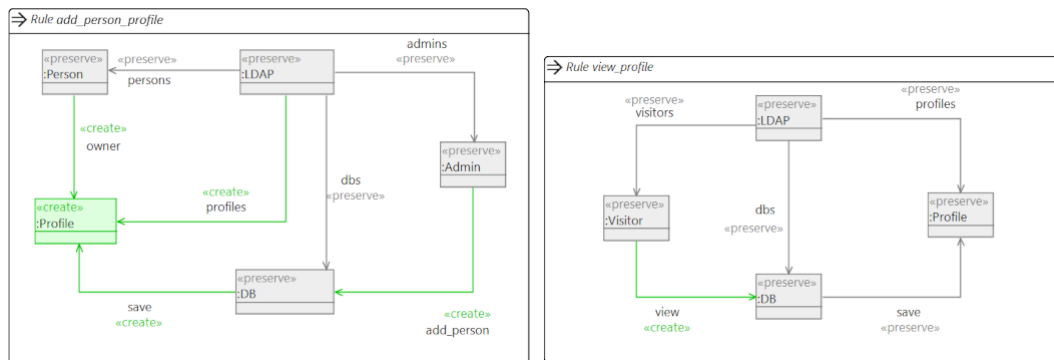 Rule add_person_profile
«preserve»
:Person
«preserve»
persons
«preserve»
:LDAP
admins
«preserve»
«create»
owner
«preserve»
:Admin
«create»
profiles
dbs
«preserve»
«create»
:Profile
«preserve»
:DB
save
«create»
«create»
add_person
Rule view_profile
«preserve»
visitors
«preserve»
:LDAP
«preserve»
profiles
«preserve»
:Visitor
dbs
«preserve»
«preserve»
:Profile
«preserve»
:DB
view
«create»
save
«preserve»